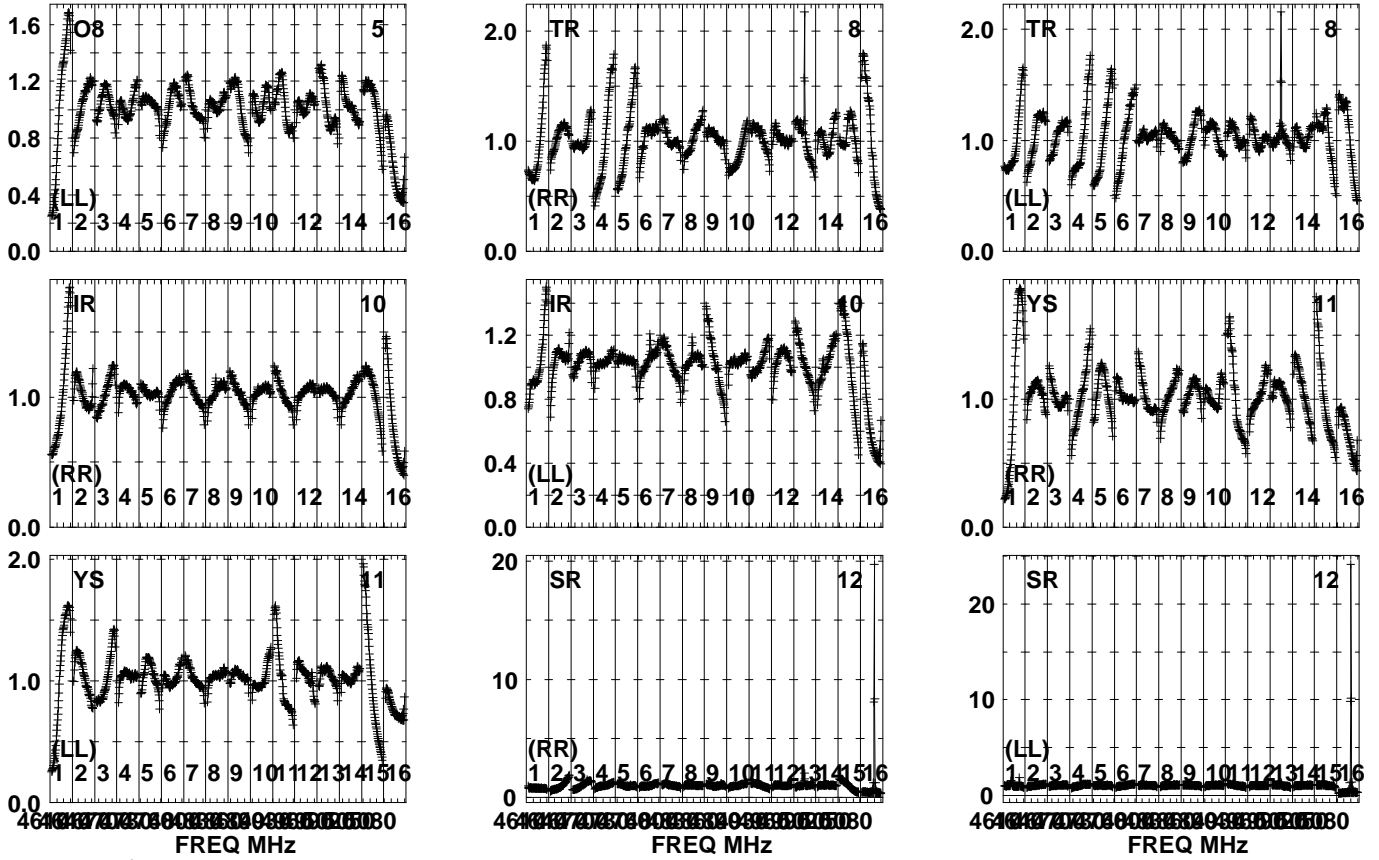 1.6 O8 5
1.2
0.8
0.4 (LL)
1 2 3 4 5 6 7 8 9 10 12 14 16
0.0
2.0 TR 8
1.0
(RR)
1 2 3 4 5 6 7 8 9 10 12 14 16
0.0
2.0 TR 8
1.0
(LL)
1 2 3 4 5 6 7 8 9 10 12 14 16
0.0
IR 10
1.0
(RR)
1 2 3 4 5 6 7 8 9 10 12 14 16
0.0
IR 10
1.2
0.8
0.4 (LL)
1 2 3 4 5 6 7 8 9 10 12 14 16
0.0
YS 11
1.0
(RR)
1 2 3 4 5 6 7 8 9 10 12 14 16
0.0
2.0 YS 11
1.0
(LL)
1 2 3 4 5 6 7 8 9 10 11 12 13 14 15 16
0.0
FREQ MHz
20 SR 12
10
(RR)
1 2 3 4 5 6 7 8 9 10 11 12 13 14 15 16
0
FREQ MHz
SR 12
20
10
(LL)
1 2 3 4 5 6 7 8 9 10 11 12 13 14 15 16
0
FREQ MHz